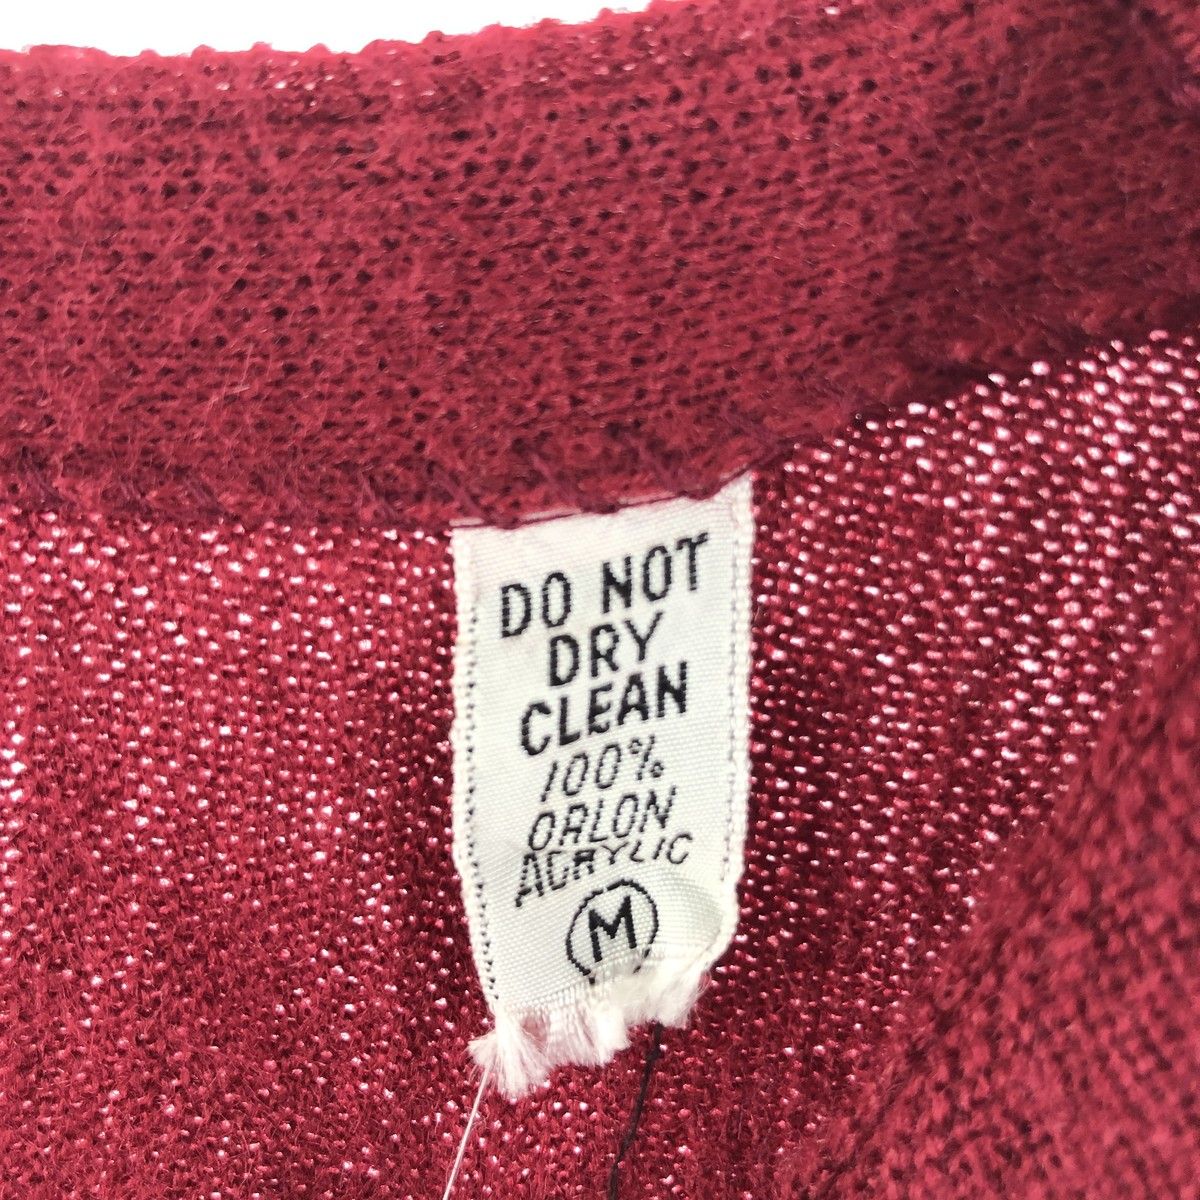 DO NOT
DRY
CLEAN
100%
ORLON
ACRYLIC
M